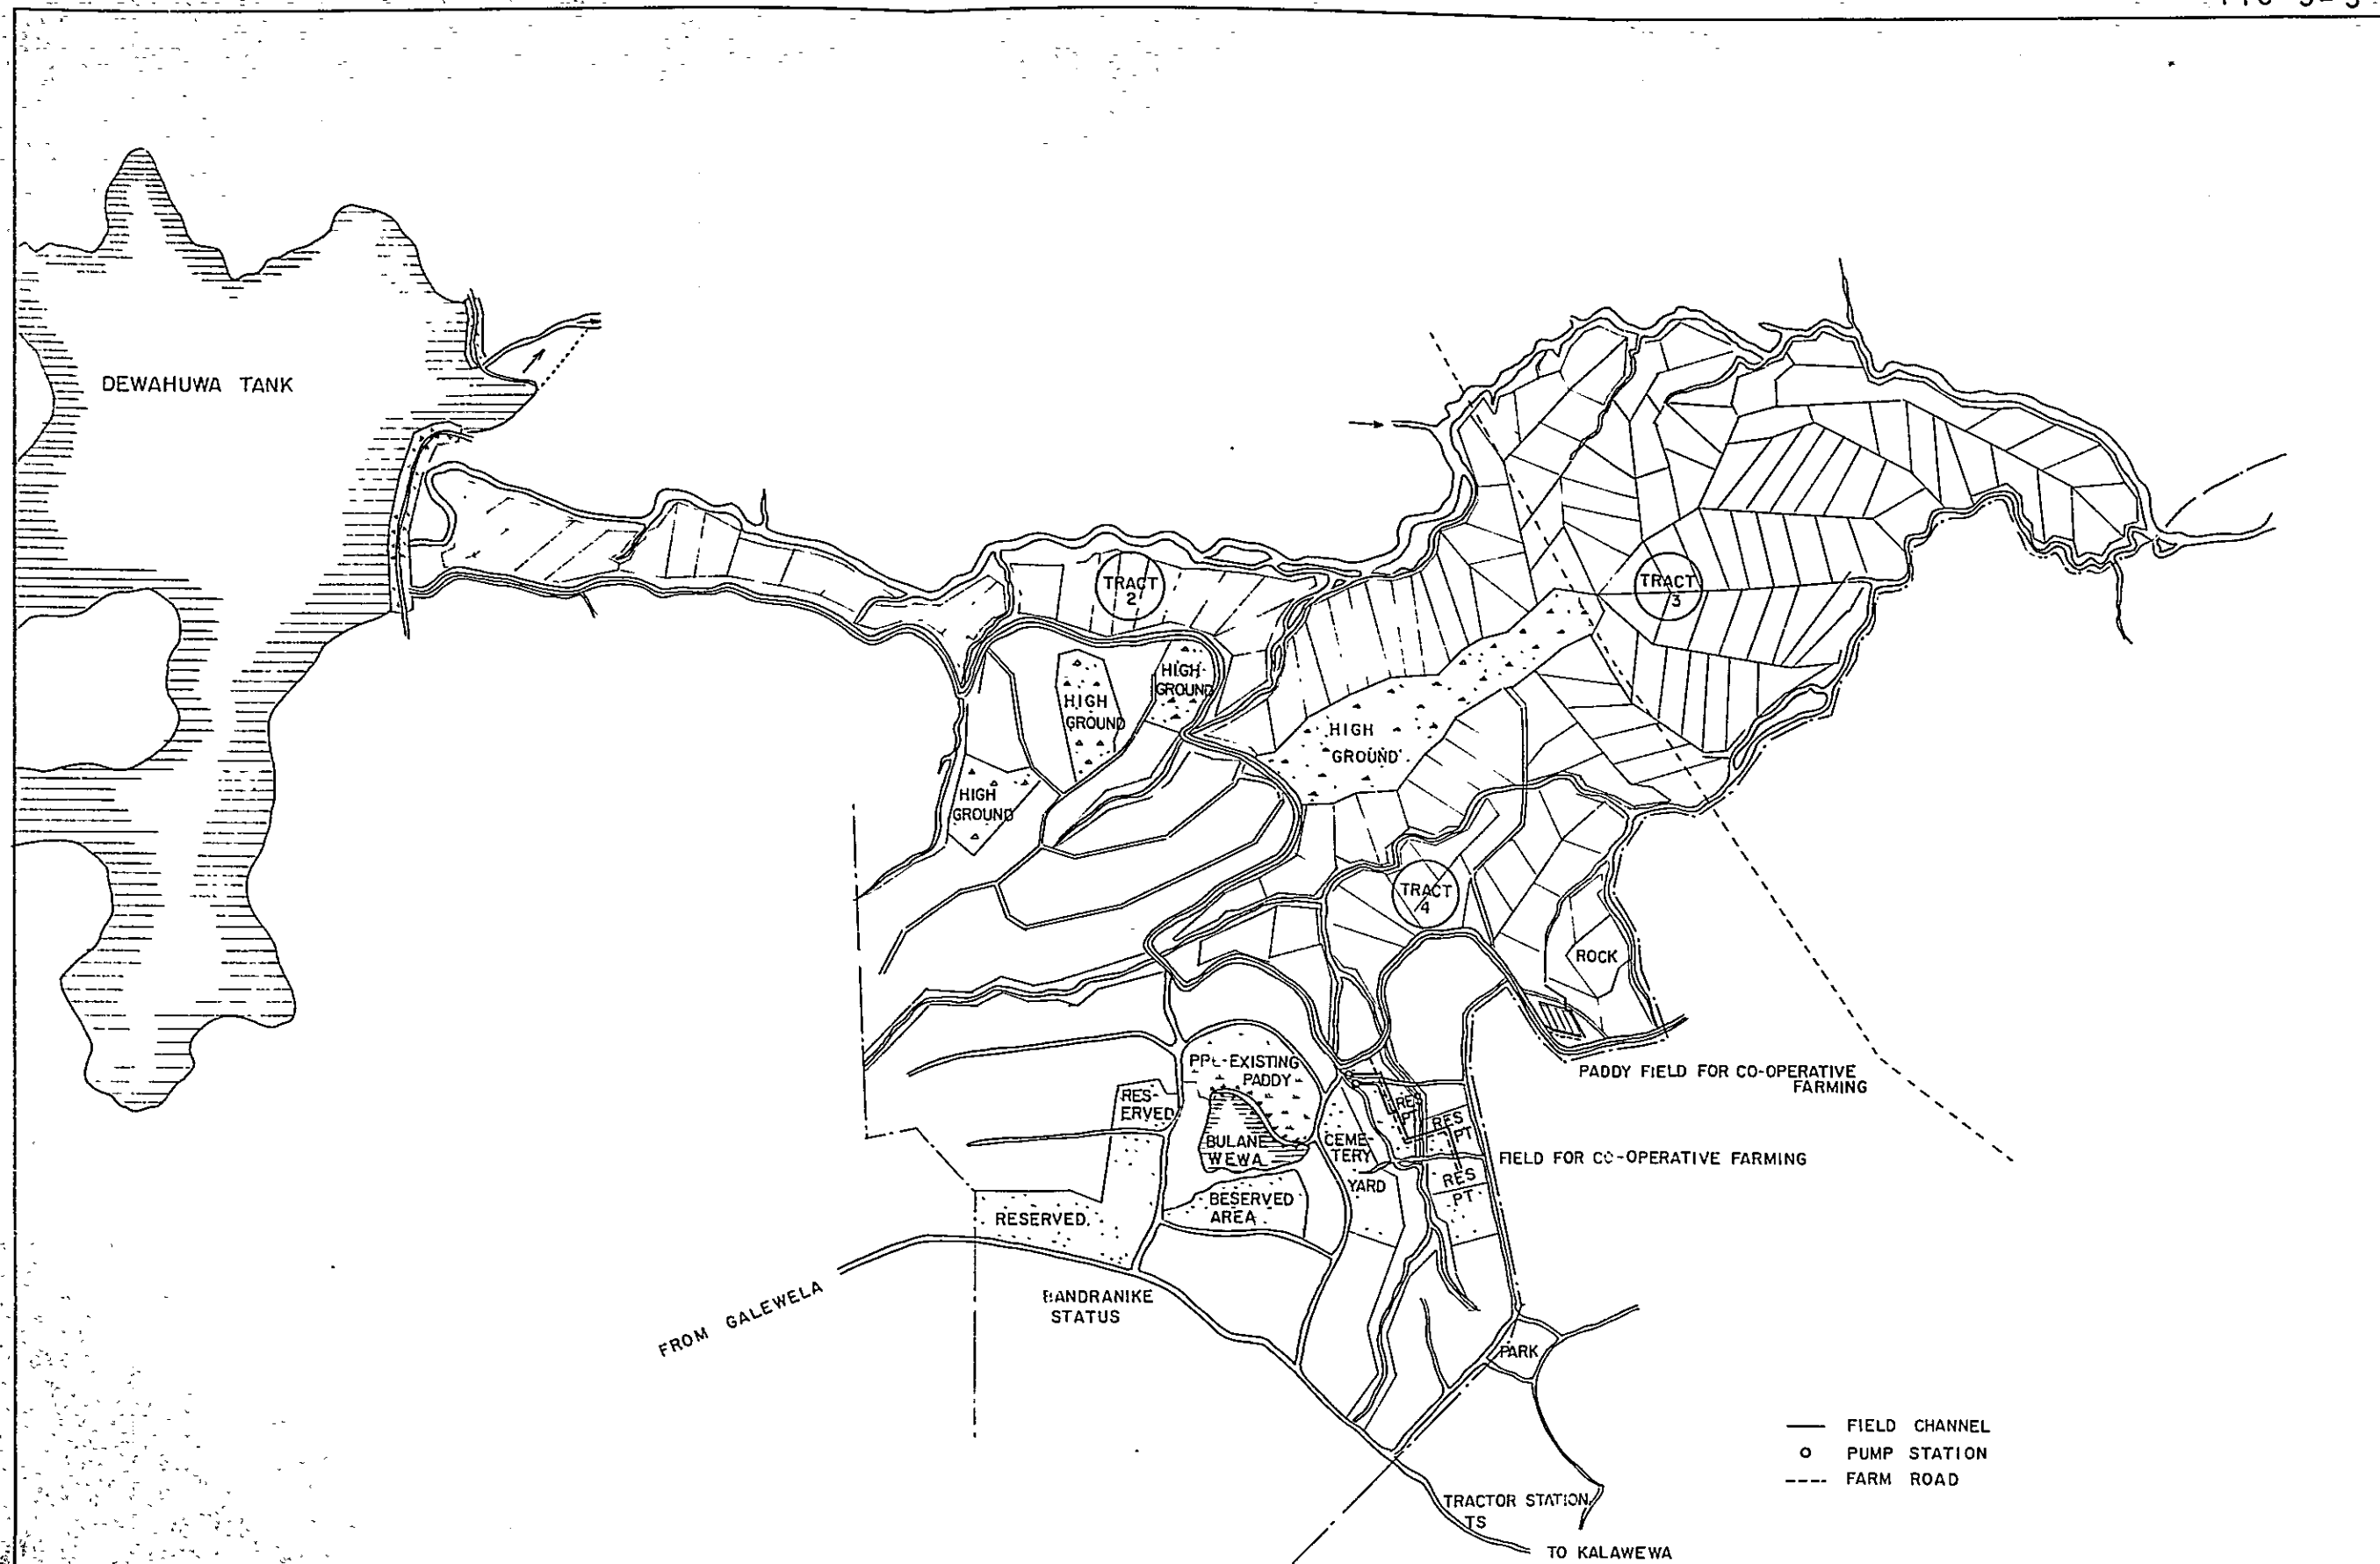 DEWAHUWA TANK
TRACT
2
TRACT
3
HIGH
GROUND
HIGH
GROUND
HIGH
GROUND
HIGH
GROUND
TRACT
4
ROCK
PADDY FIELD FOR CO-OPERATIVE
FARMING
PRE-EXISTING
PADDY
RES-
ERVED
BULANE
WEWA
CEME-
TERY
YARD
RES
PT
RES
PT
RES
PT
FIELD FOR CO-OPERATIVE FARMING
BESERVED
AREA
RESERVED
FROM GALEWELA
BANDRANIKE
STATUS
PARK
FIELD CHANNEL
PUMP STATION
FARM ROAD
TRACTOR STATION
TS
TO KALAWEWA